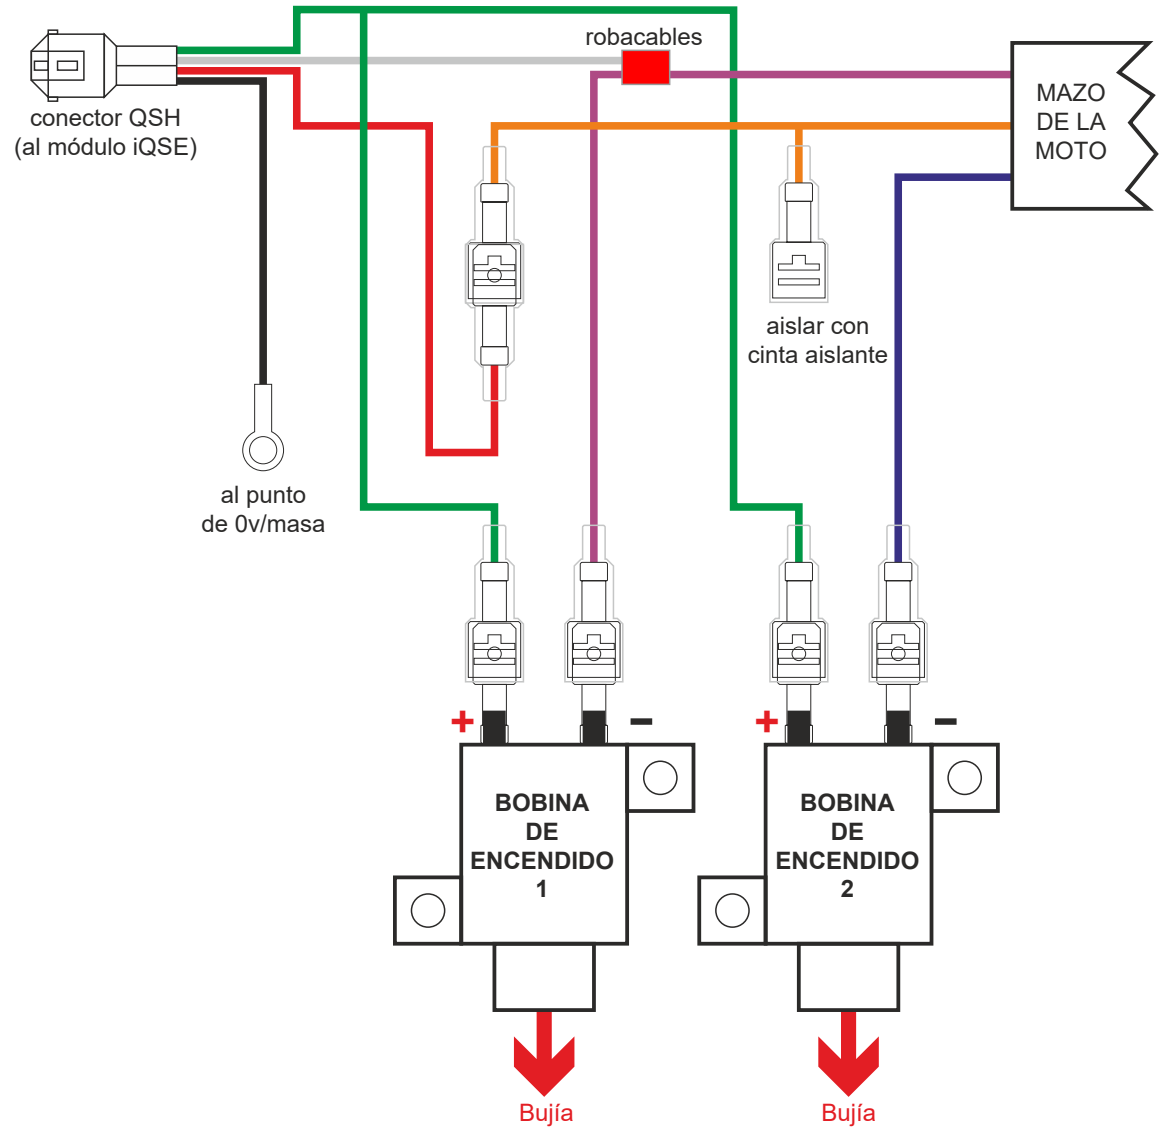 robacables
conector QSH
(al módulo iQSE)
MAZO
DE LA
MOTO
aislar con
cinta aislante
al punto
de 0v/masa
+
−
+
−
BOBINA
DE
ENCENDIDO
1
BOBINA
DE
ENCENDIDO
2
Bujía
Bujía